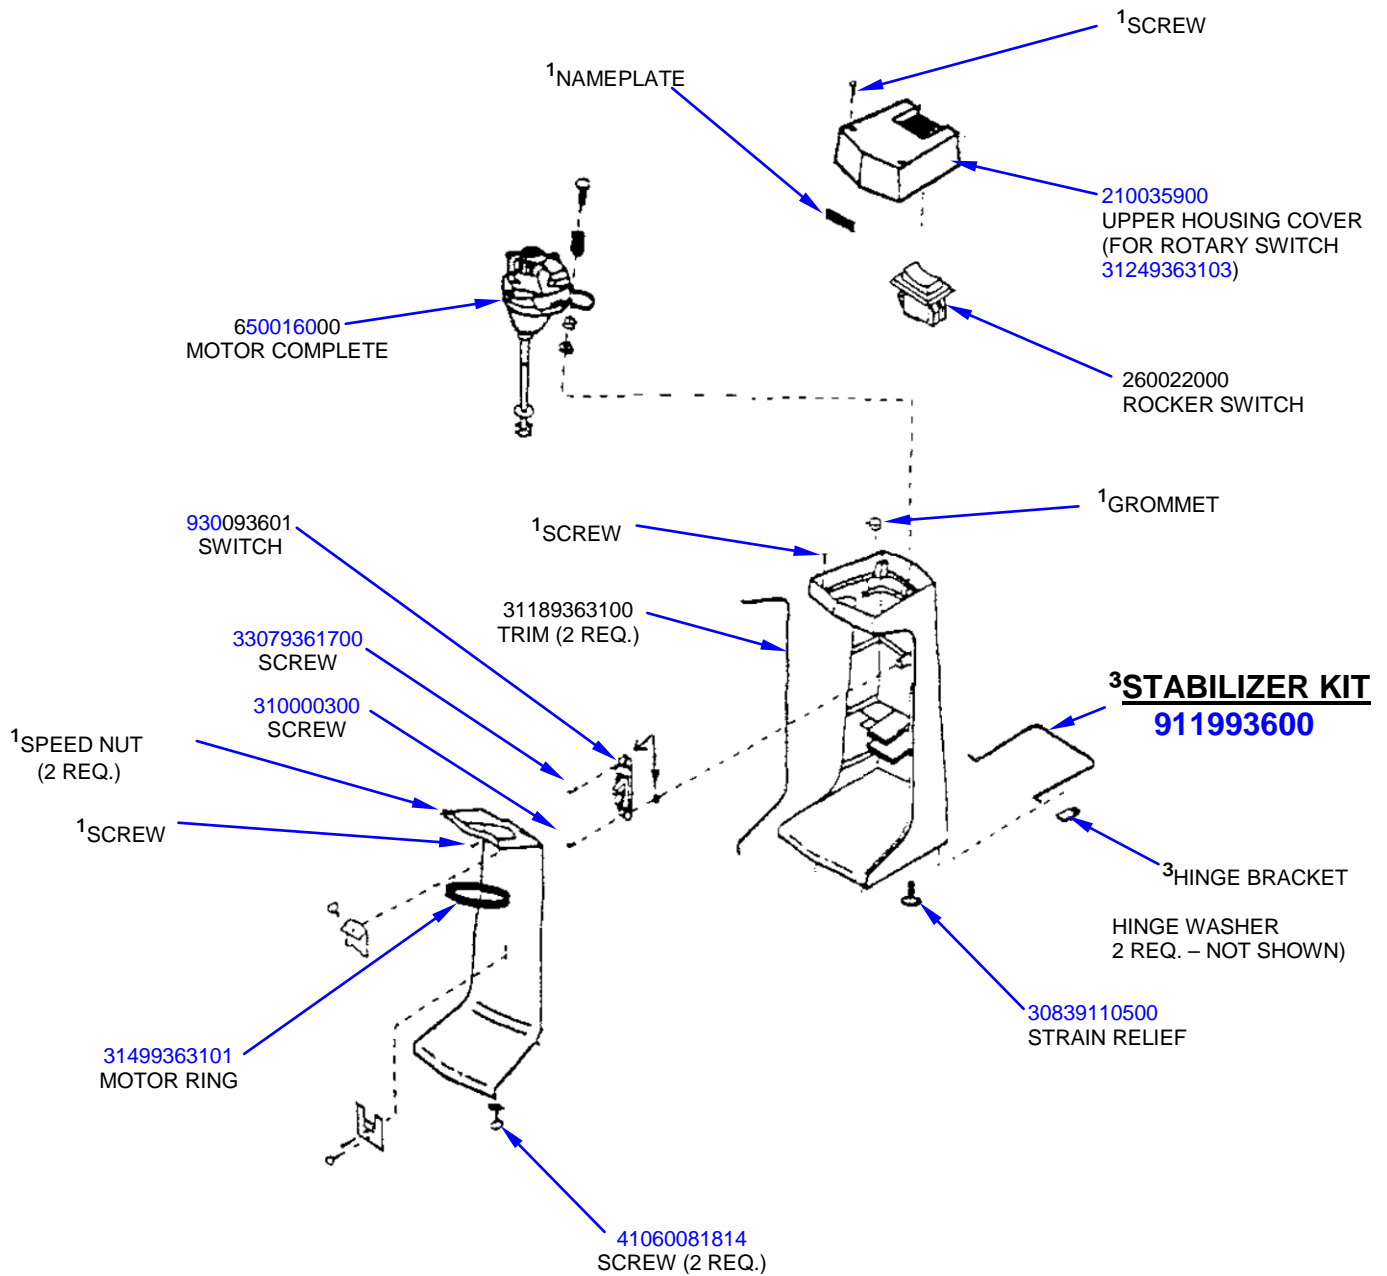 ¹SCREW
¹NAMEPLATE
210035900
UPPER HOUSING COVER
(FOR ROTARY SWITCH
31249363103)
650016000
MOTOR COMPLETE
260022000
ROCKER SWITCH
930093601
SWITCH
¹SCREW
¹GROMMET
31189363100
TRIM (2 REQ.)
33079361700
SCREW
310000300
SCREW
³STABILIZER KIT
911993600
¹SPEED NUT
(2 REQ.)
¹SCREW
³HINGE BRACKET
HINGE WASHER
2 REQ. – NOT SHOWN)
30839110500
STRAIN RELIEF
31499363101
MOTOR RING
41060081814
SCREW (2 REQ.)